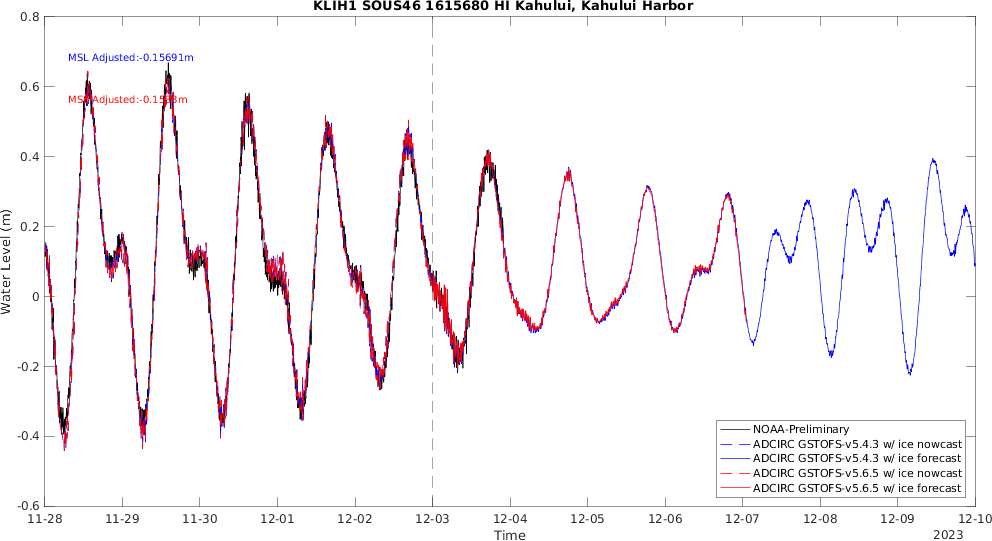 KLIH1 SOUS46 1615680 HI Kahului, Kahului Harbor
0.8
0.6
0.4
0.2
0
-0.2
-0.4
-0.6
Water Level (m)
MSL Adjusted:-0.15691m
Adjusted:
NOAA-Preliminary
ADCIRC GSTOFS-v5.4.3 w/ ice nowcast
ADCIRC GSTOFS-v5.4.3 w/ ice forecast
ADCIRC GSTOFS-v5.6.5 w/ ice nowcast
ADCIRC GSTOFS-v5.6.5 w/ ice forecast
11-28 11-29 11-30 12-01 12-02 12-03 12-04 12-05 12-06 12-07 12-08 12-09 12-10
Time
2023